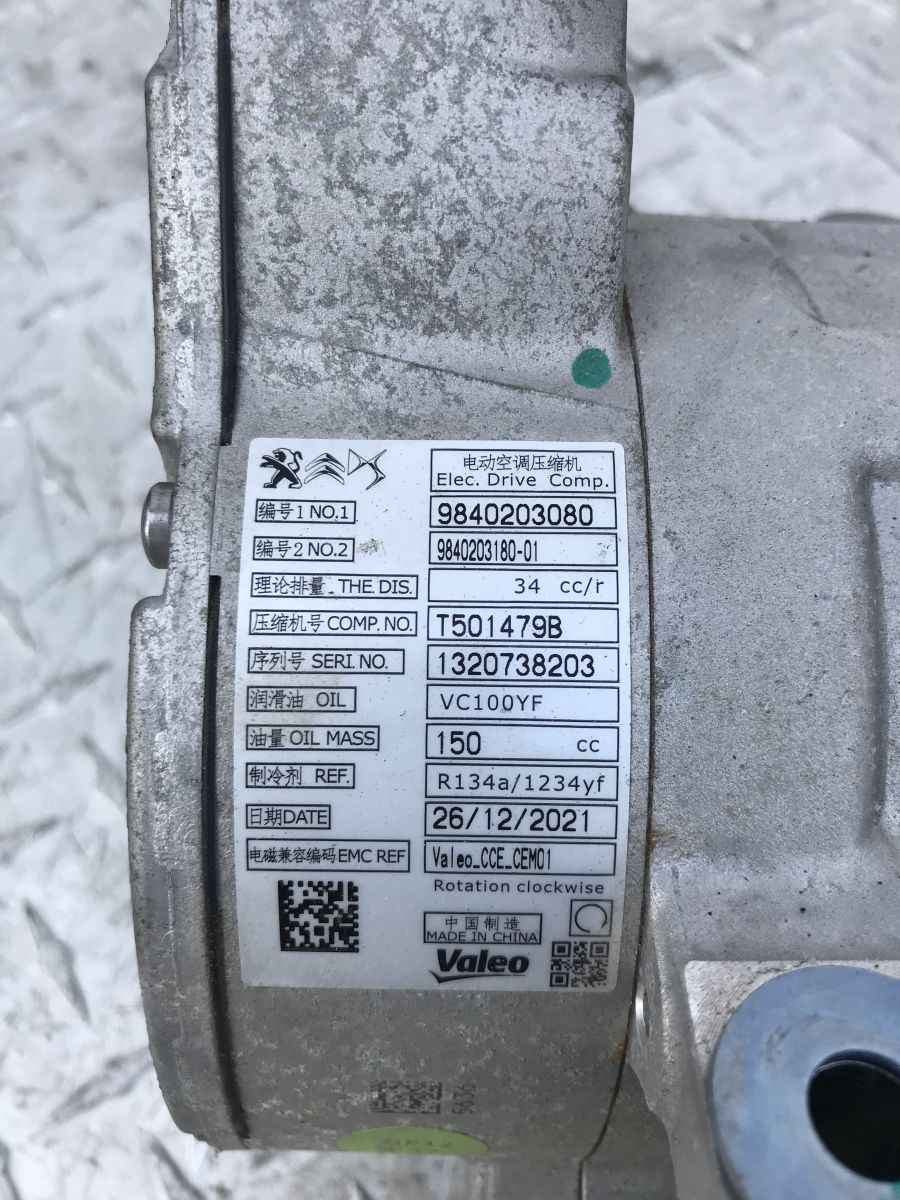 电动空调压缩机
Elec. Drive Comp.
编号1 NO.1 9840203080
编号2 NO.2 9840203180-01
理论排量 THE.DIS. 34 cc/r
压缩机号 COMP. NO. T501479B
序列号 SERI. NO. 1320738203
润滑油 OIL VC100YF
油量 OIL MASS 150 cc
制冷剂 REF. R134a/1234yf
日期DATE 26/12/2021
电磁兼容编码 EMC REF Valeo_CCE_CEM01
Rotation clockwise
中国制造
MADE IN CHINA
Valeo
5636